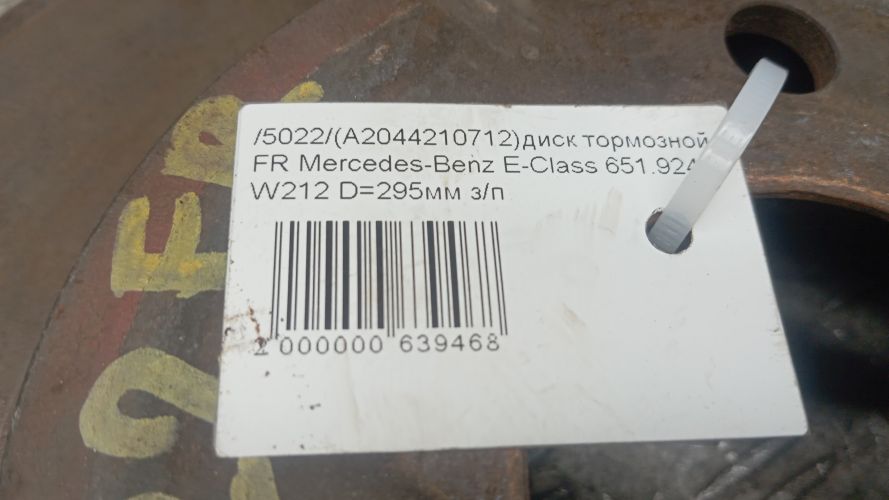 /5022/(A2044210712)диск тормозной
FR Mercedes-Benz E-Class 651.924
W212 D=295мм з/п
2 000000 639468